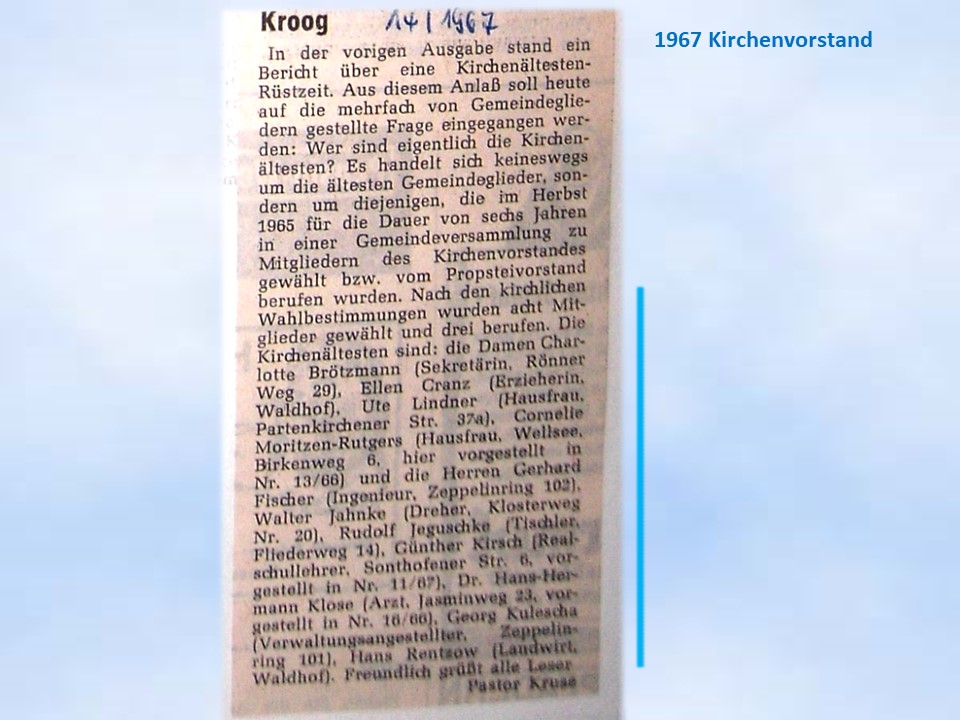 Kroog 14/1967
1967 Kirchenvorstand
In der vorigen Ausgabe stand ein
Bericht über eine Kirchenältesten-
Rüstzeit. Aus diesem Anlaß soll heute
auf die mehrfach von Gemeindeglie-
dern gestellte Frage eingegangen wer-
den: Wer sind eigentlich die Kirchen-
ältesten? Es handelt sich keineswegs
um die ältesten Gemeindeglieder, son-
dern um diejenigen, die im Herbst
1965 für die Dauer von sechs Jahren
in einer Gemeindeversammlung zu
Mitgliedern des Kirchenvorstandes
gewählt bzw. vom Propsteivorstand
berufen wurden. Nach den kirchlichen
Wahlbestimmungen wurden acht Mit-
glieder gewählt und drei berufen. Die
Kirchenältesten sind: die Damen Char-
lotte Brötzmann (Sekretärin, Rönner
Weg 29), Ellen Cranz (Erzieherin,
Waldhof), Ute Lindner (Hausfrau,
Partenkirchener Str. 37a), Cornelie
Moritzen-Rutgers (Hausfrau, Wellsee,
Birkenweg 6, hier vorgestellt in
Nr. 13/66) und die Herren Gerhard
Fischer (Ingenieur, Zeppelinring 102),
Walter Jahnke (Dreher, Klosterweg
Nr. 20), Rudolf Jeguschke (Tischler,
Fliederweg 14), Günther Kirsch (Real-
schullehrer, Sonthofener Str. 6, vor-
gestellt in Nr. 11/67), Dr. Hans-Her-
mann Klose (Arzt, Jasminweg 23, vor-
gestellt in Nr. 16/66), Georg Kulescha
(Verwaltungsangestellter, Zeppelin-
ring 101), Hans Rentzow (Landwirt,
Waldhof). Freundlich grüßt alle Leser
Pastor Kruse